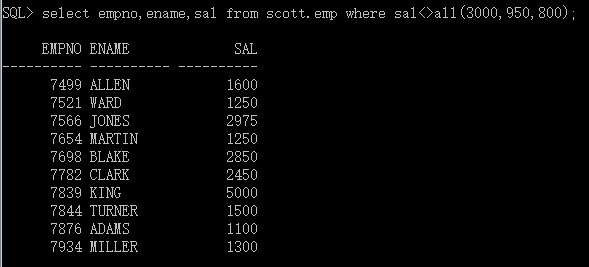 SQL> select empno,ename,sal from scott.emp where sal<>all(3000,950,800);
     EMPNO ENAME             SAL
---------- ---------- ----------
      7499 ALLEN            1600
      7521 WARD             1250
      7566 JONES            2975
      7654 MARTIN           1250
      7698 BLAKE            2850
      7782 CLARK            2450
      7839 KING             5000
      7844 TURNER           1500
      7876 ADAMS            1100
      7934 MILLER           1300